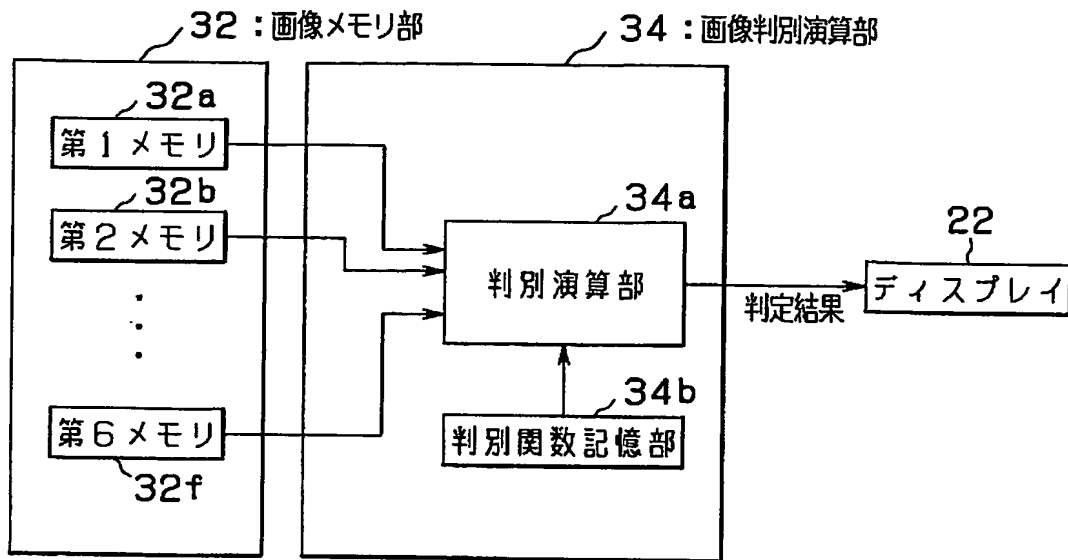 32：画像メモリ部
34：画像判別演算部
32a
第1メモリ
32b
第2メモリ
34a
判別演算部
22
ディスプレイ
判定結果
34b
判別関数記憶部
第6メモリ
32f